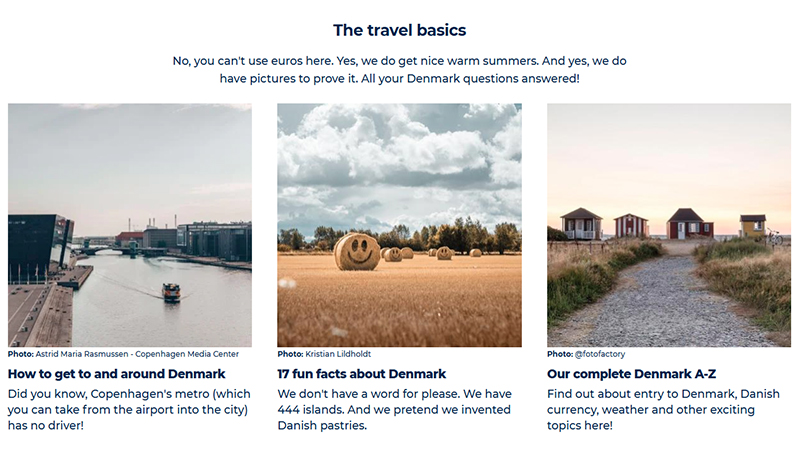 The travel basics
No, you can't use euros here. Yes, we do get nice warm summers. And yes, we do
have pictures to prove it. All your Denmark questions answered!
Photo: Astrid Maria Rasmussen - Copenhagen Media Center
How to get to and around Denmark
Did you know, Copenhagen's metro (which
you can take from the airport into the city)
has no driver!
Photo: Kristian Lildholdt
17 fun facts about Denmark
We don't have a word for please. We have
444 islands. And we pretend we invented
Danish pastries.
Photo: @fotofactory
Our complete Denmark A-Z
Find out about entry to Denmark, Danish
currency, weather and other exciting
topics here!